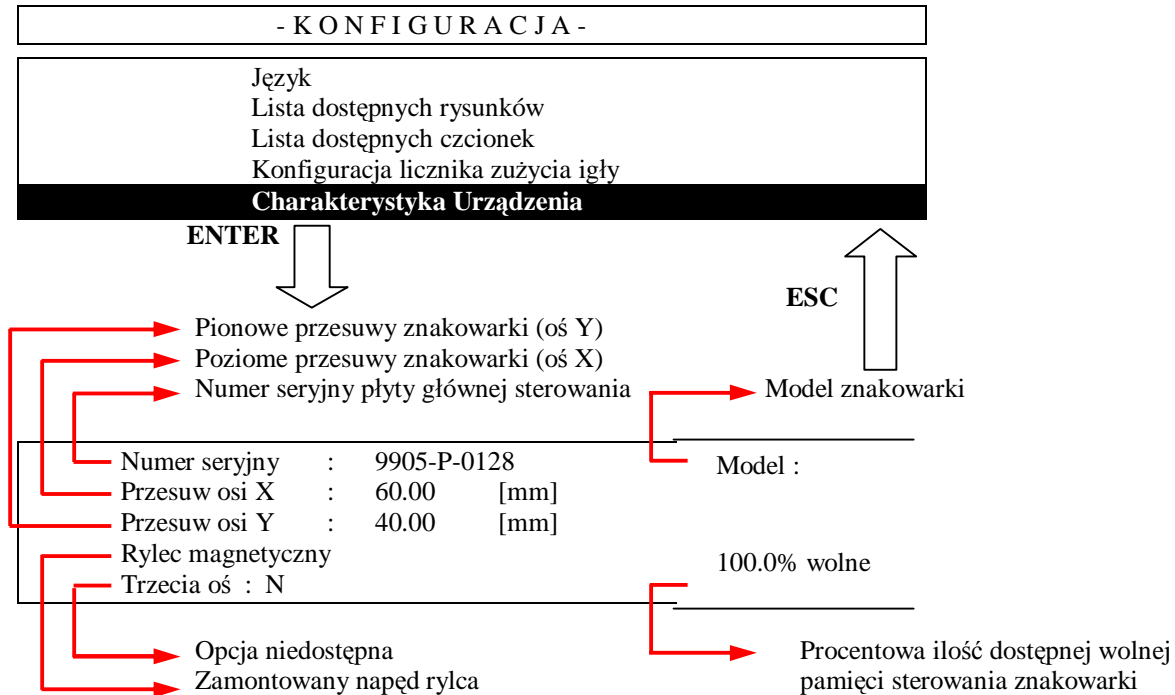 - K O N F I G U R A C J A -
Język
Lista dostępnych rysunków
Lista dostępnych czcionek
Konfiguracja licznika zużycia igły
Charakterystyka Urządzenia
ENTER
ESC
Pionowe przesuwy znakowarki (oś Y)
Poziome przesuwy znakowarki (oś X)
Numer seryjny płyty głównej sterowania
Model znakowarki
Numer seryjny : 9905-P-0128
Model :
Przesuw osi X : 60.00 [mm]
Przesuw osi Y : 40.00 [mm]
Rylec magnetyczny
100.0% wolne
Trzecia oś : N
Opcja niedostępna
Zamontowany napęd rylca
Procentowa ilość dostępnej wolnej
pamięci sterowania znakowarki